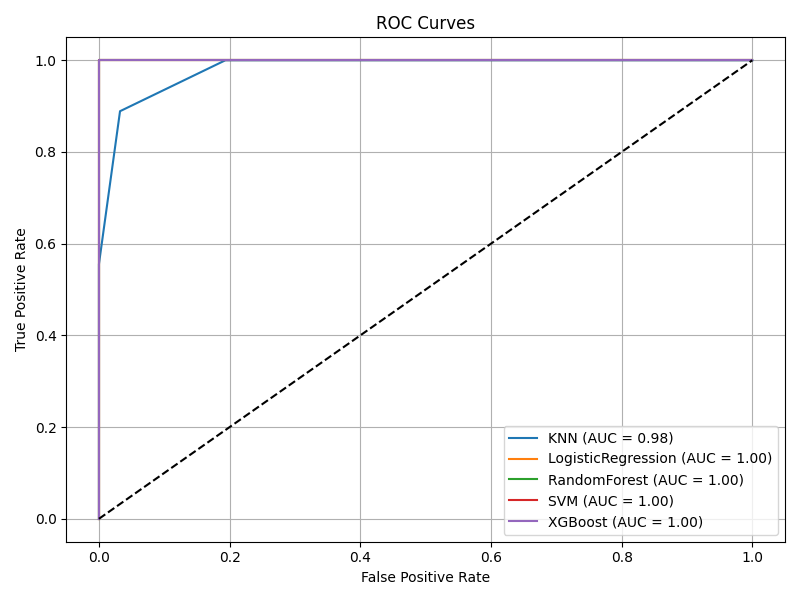 ROC Curves
1.0
0.8
0.6
0.4
0.2
0.0
True Positive Rate
0.0 0.2 0.4 0.6 0.8 1.0
False Positive Rate
KNN (AUC = 0.98)
LogisticRegression (AUC = 1.00)
RandomForest (AUC = 1.00)
SVM (AUC = 1.00)
XGBoost (AUC = 1.00)